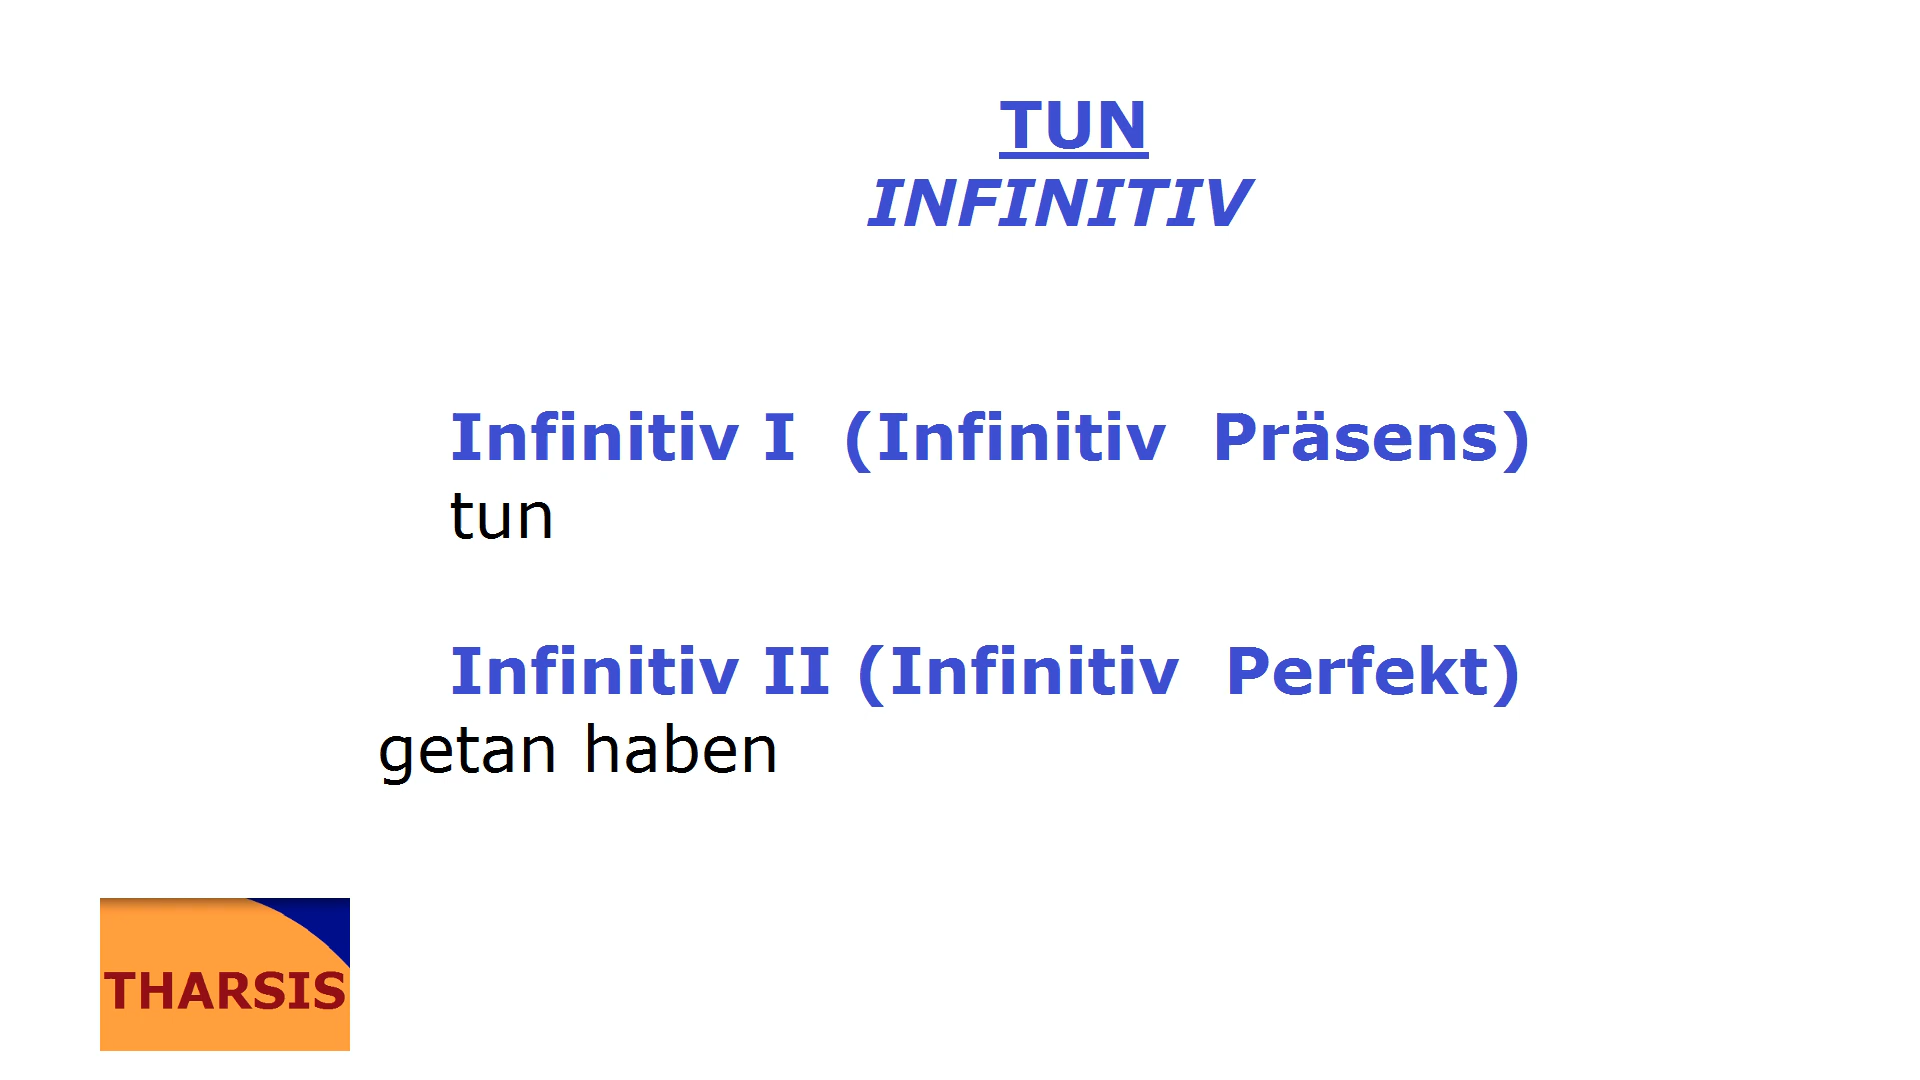 TUN
INFINITIV
Infinitiv I (Infinitiv Präsens)
tun
Infinitiv II (Infinitiv Perfekt)
getan haben
THARSIS